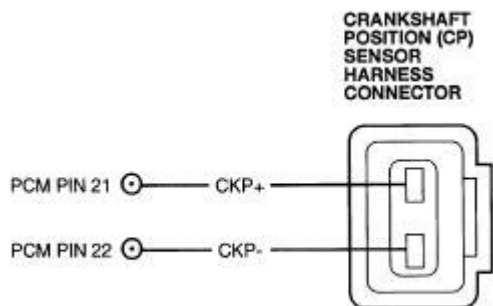 CRANKSHAFT
POSITION (CP)
SENSOR
HARNESS
CONNECTOR
PCM PIN 21 CKP+
PCM PIN 22 CKP-